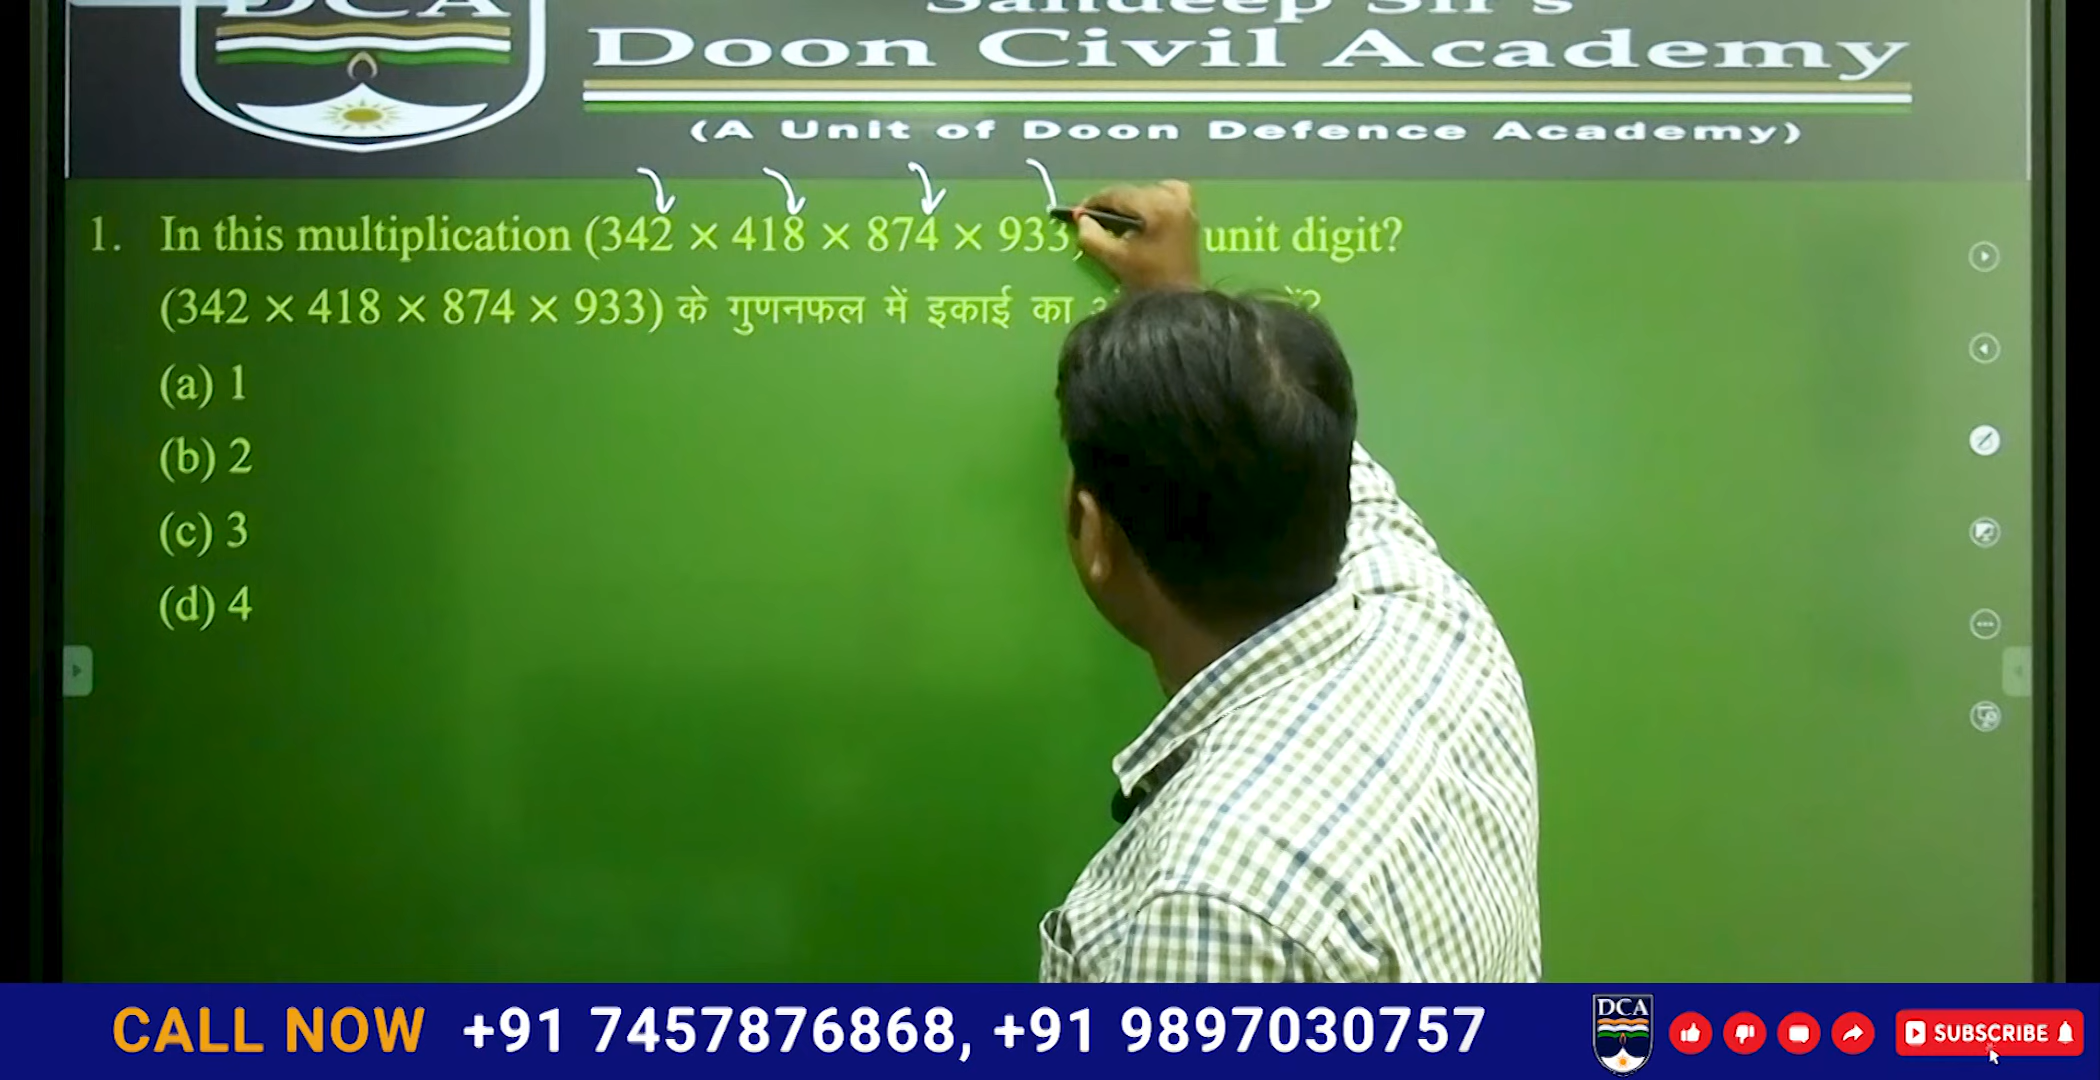 DCA
Sandeep Sir's
Doon Civil Academy
(A Unit of Doon Defence Academy)
1. In this multiplication (342 × 418 × 874 × 933) unit digit?
(342 × 418 × 874 × 933) के गुणनफल में इकाई का
(a) 1
(b) 2
(c) 3
(d) 4
CALL NOW +91 7457876868, +91 9897030757
DCA
SUBSCRIBE